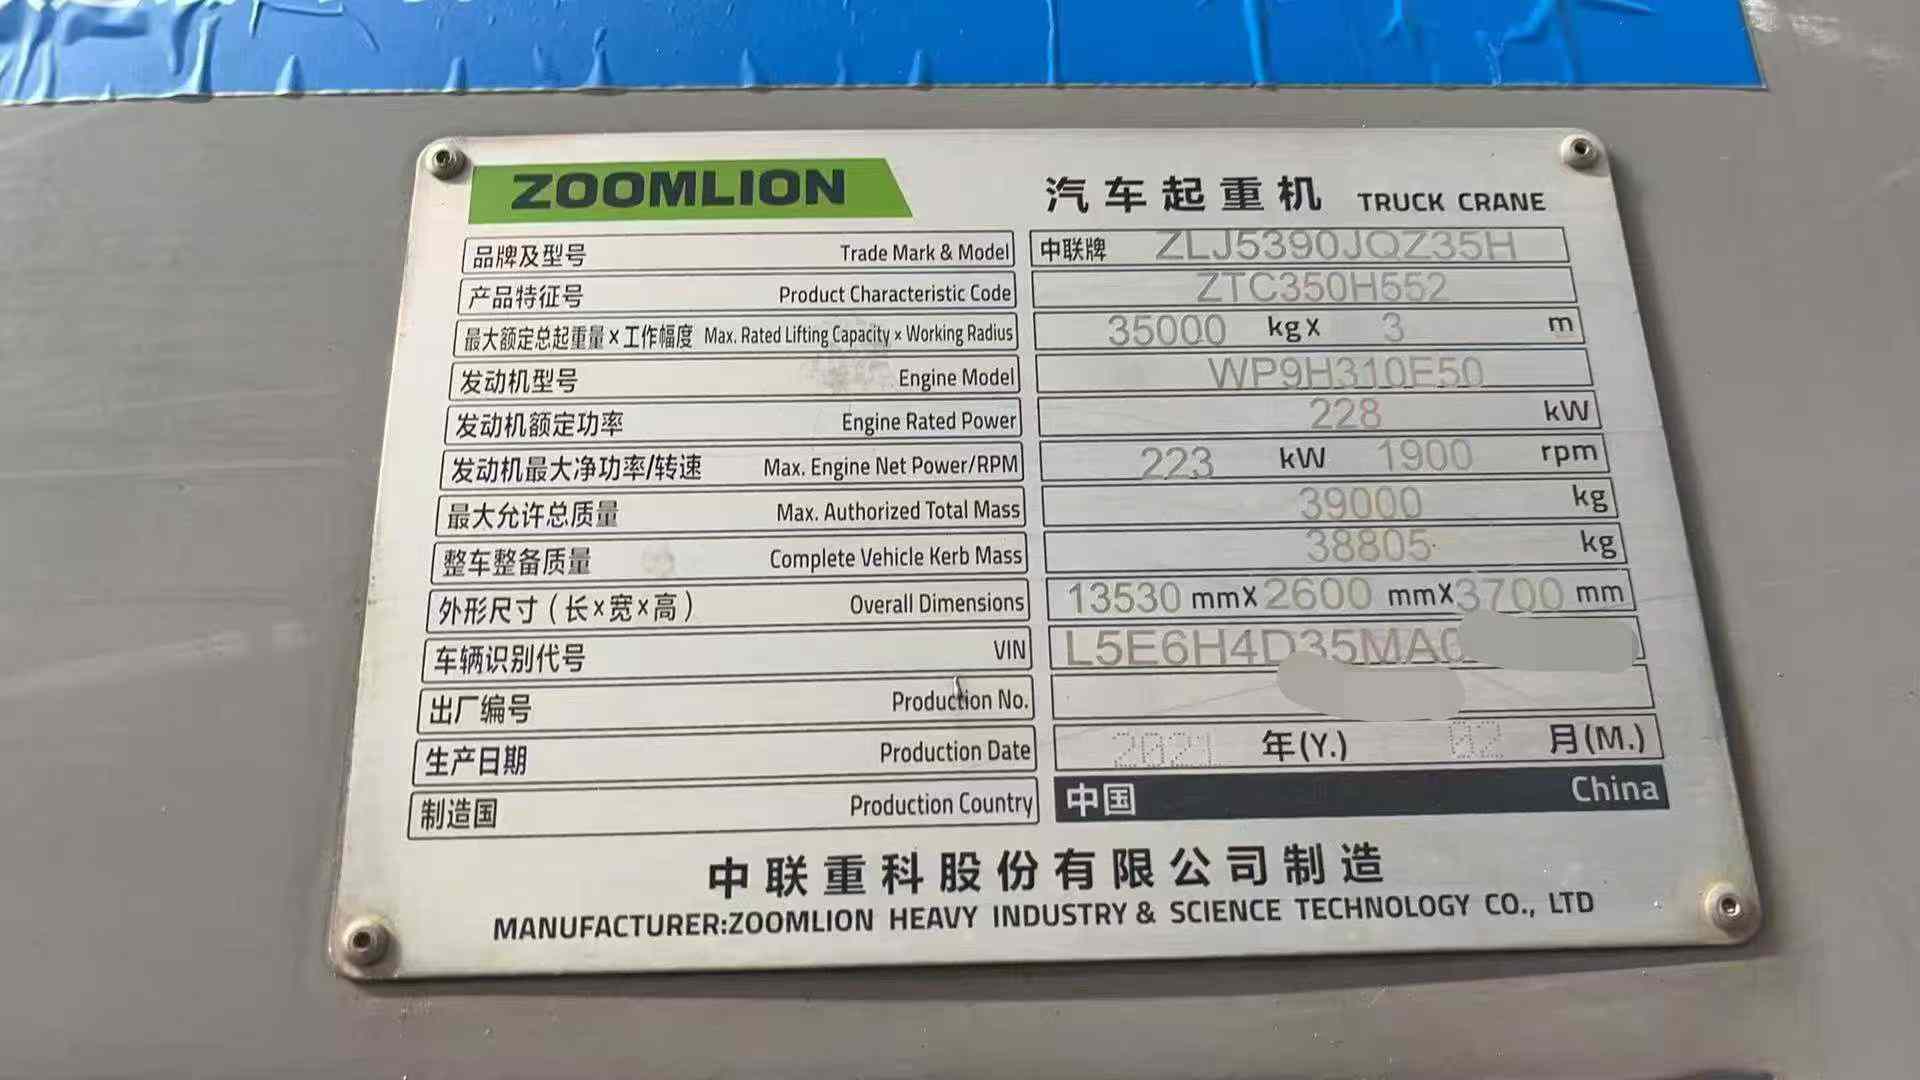 ZOOMLION 汽车起重机 TRUCK CRANE
品牌及型号 Trade Mark & Model 中联牌 ZLJ5390JQZ35H
产品特征号 Product Characteristic Code ZTC350H552
最大额定总起重量×工作幅度 Max. Rated Lifting Capacity × Working Radius 35000 kg x 3 m
发动机型号 Engine Model WP9H310E50
发动机额定功率 Engine Rated Power 228 kW
发动机最大净功率/转速 Max. Engine Net Power/RPM 223 kW 1900 rpm
最大允许总质量 Max. Authorized Total Mass 39000 kg
整车整备质量 Complete Vehicle Kerb Mass 38805 kg
外形尺寸(长×宽×高) Overall Dimensions 13530 mmX 2600 mmX 3700 mm
车辆识别代号 VIN L5E6H4D35MA0
出厂编号 Production No.
生产日期 Production Date 2021 年(Y.) 02 月(M.)
制造国 Production Country 中国 China
中联重科股份有限公司制造
MANUFACTURER:ZOOMLION HEAVY INDUSTRY & SCIENCE TECHNOLOGY CO., LTD